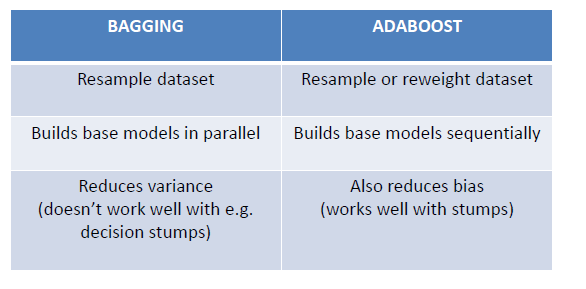 BAGGING
ADABOOST
Resample dataset
Resample or reweight dataset
Builds base models in parallel
Builds base models sequentially
Reduces variance
(doesn’t work well with e.g.
decision stumps)
Also reduces bias
(works well with stumps)